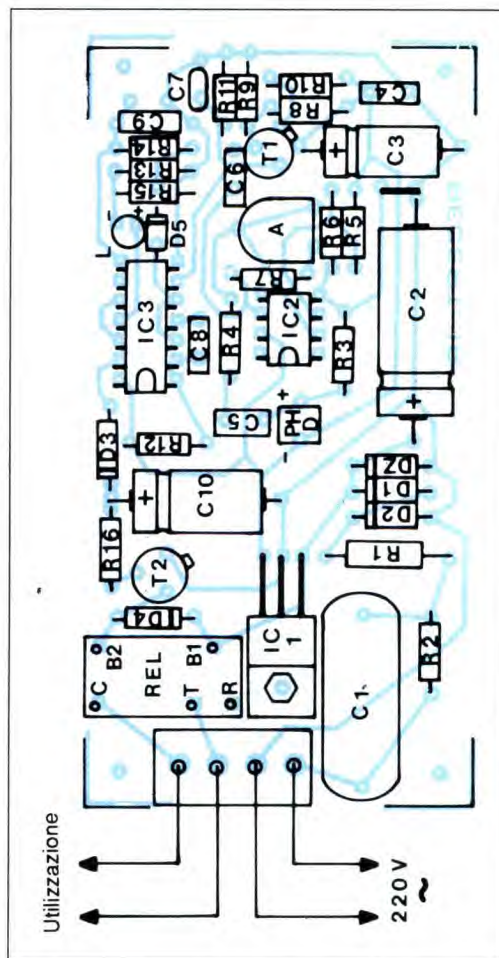 Utilizzazione
220 V
~
C
B2
REL
T
B1
R
D4
T2
R16
D3
+
C10
R12
IC
1
C1
R2
R1
D2
D1
DZ
C5
PH
D
+
-
R3
R4
C8
IC3
IC2
R7
L
+
-
D5
R15
R13
R14
C9
A
R6
R5
C6
T1
C7
R11
R9
R10
R8
C4
+
C3
+
C2